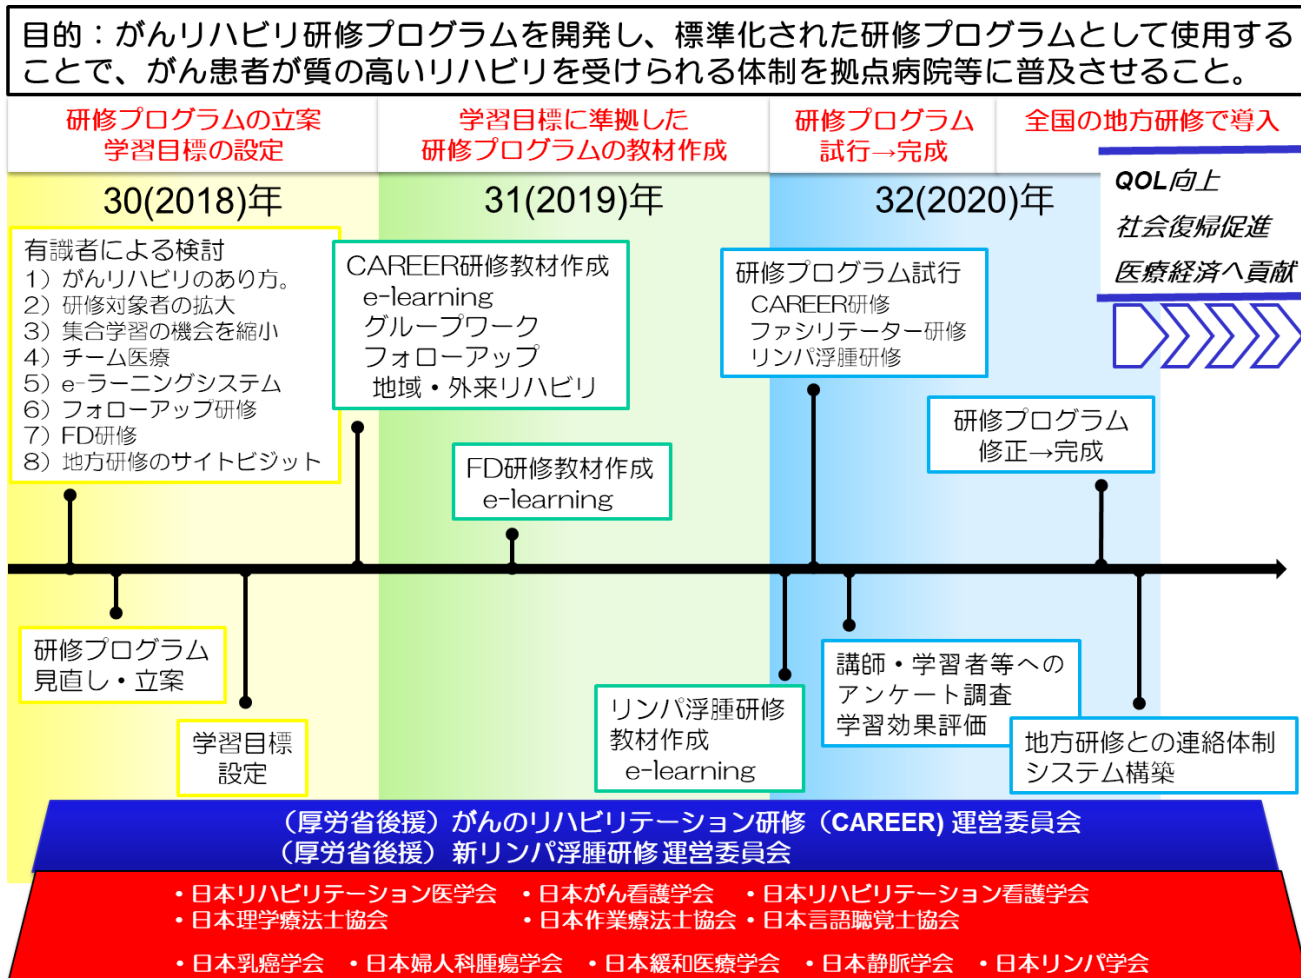 目的：がんリハビリ研修プログラムを開発し、標準化された研修プログラムとして使用する
ことで、がん患者が質の高いリハビリを受けられる体制を拠点病院等に普及させること。
研修プログラムの立案
学習目標の設定
学習目標に準拠した
研修プログラムの教材作成
研修プログラム
試行→完成
全国の地方研修で導入
30(2018)年
31(2019)年
32(2020)年
QOL向上
社会復帰促進
医療経済へ貢献
有識者による検討
1）がんリハビリのあり方。
2）研修対象者の拡大
3）集合学習の機会を縮小
4）チーム医療
5）e-ラーニングシステム
6）フォローアップ研修
7）FD研修
8）地方研修のサイトビジット
CAREER研修教材作成
e-learning
グループワーク
フォローアップ
地域・外来リハビリ
FD研修教材作成
e-learning
研修プログラム試行
CAREER研修
ファシリテーター研修
リンパ浮腫研修
研修プログラム
修正→完成
研修プログラム
見直し・立案
学習目標
設定
リンパ浮腫研修
教材作成
e-learning
講師・学習者等への
アンケート調査
学習効果評価
地方研修との連絡体制
システム構築
（厚労省後援）がんのリハビリテーション研修（CAREER) 運営委員会
（厚労省後援）新リンパ浮腫研修運営委員会
・日本リハビリテーション医学会 ・日本がん看護学会 ・日本リハビリテーション看護学会
・日本理学療法士協会 ・日本作業療法士協会 ・日本言語聴覚士協会
・日本乳癌学会 ・日本婦人科腫瘍学会 ・日本緩和医療学会 ・日本静脈学会 ・日本リンパ学会